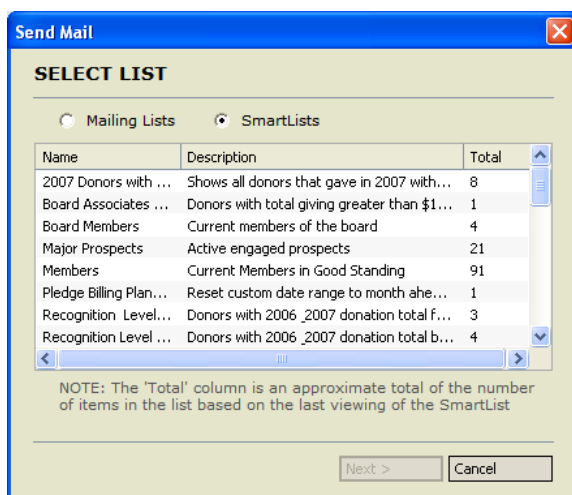 Send Mail
SELECT LIST
Mailing Lists SmartLists
Name Description Total
2007 Donors with ... Shows all donors that gave in 2007 with... 8
Board Associates ... Donors with total giving greater than $1... 1
Board Members Current members of the board 4
Major Prospects Active engaged prospects 21
Members Current Members in Good Standing 91
Pledge Billing Plan... Reset custom date range to month ahe... 1
Recognition Level... Donors with 2006_2007 donation total f... 3
Recognition Level ... Donors with 2006_2007 donation total b... 4
NOTE: The 'Total' column is an approximate total of the number
of items in the list based on the last viewing of the SmartList
Next > Cancel